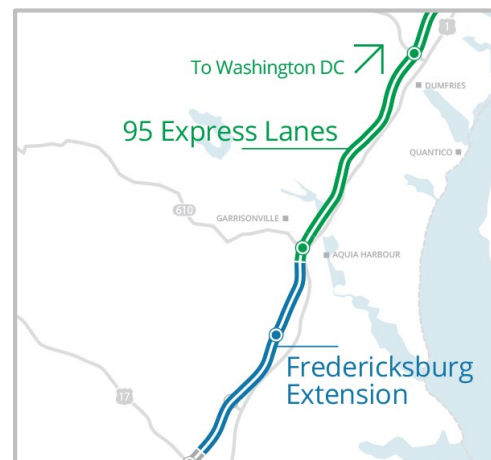 1
To Washington DC
DUMFRIES
95 Express Lanes
QUANTICO
610
GARRISONVILLE
AQUIA HARBOUR
Fredericksburg
Extension
17